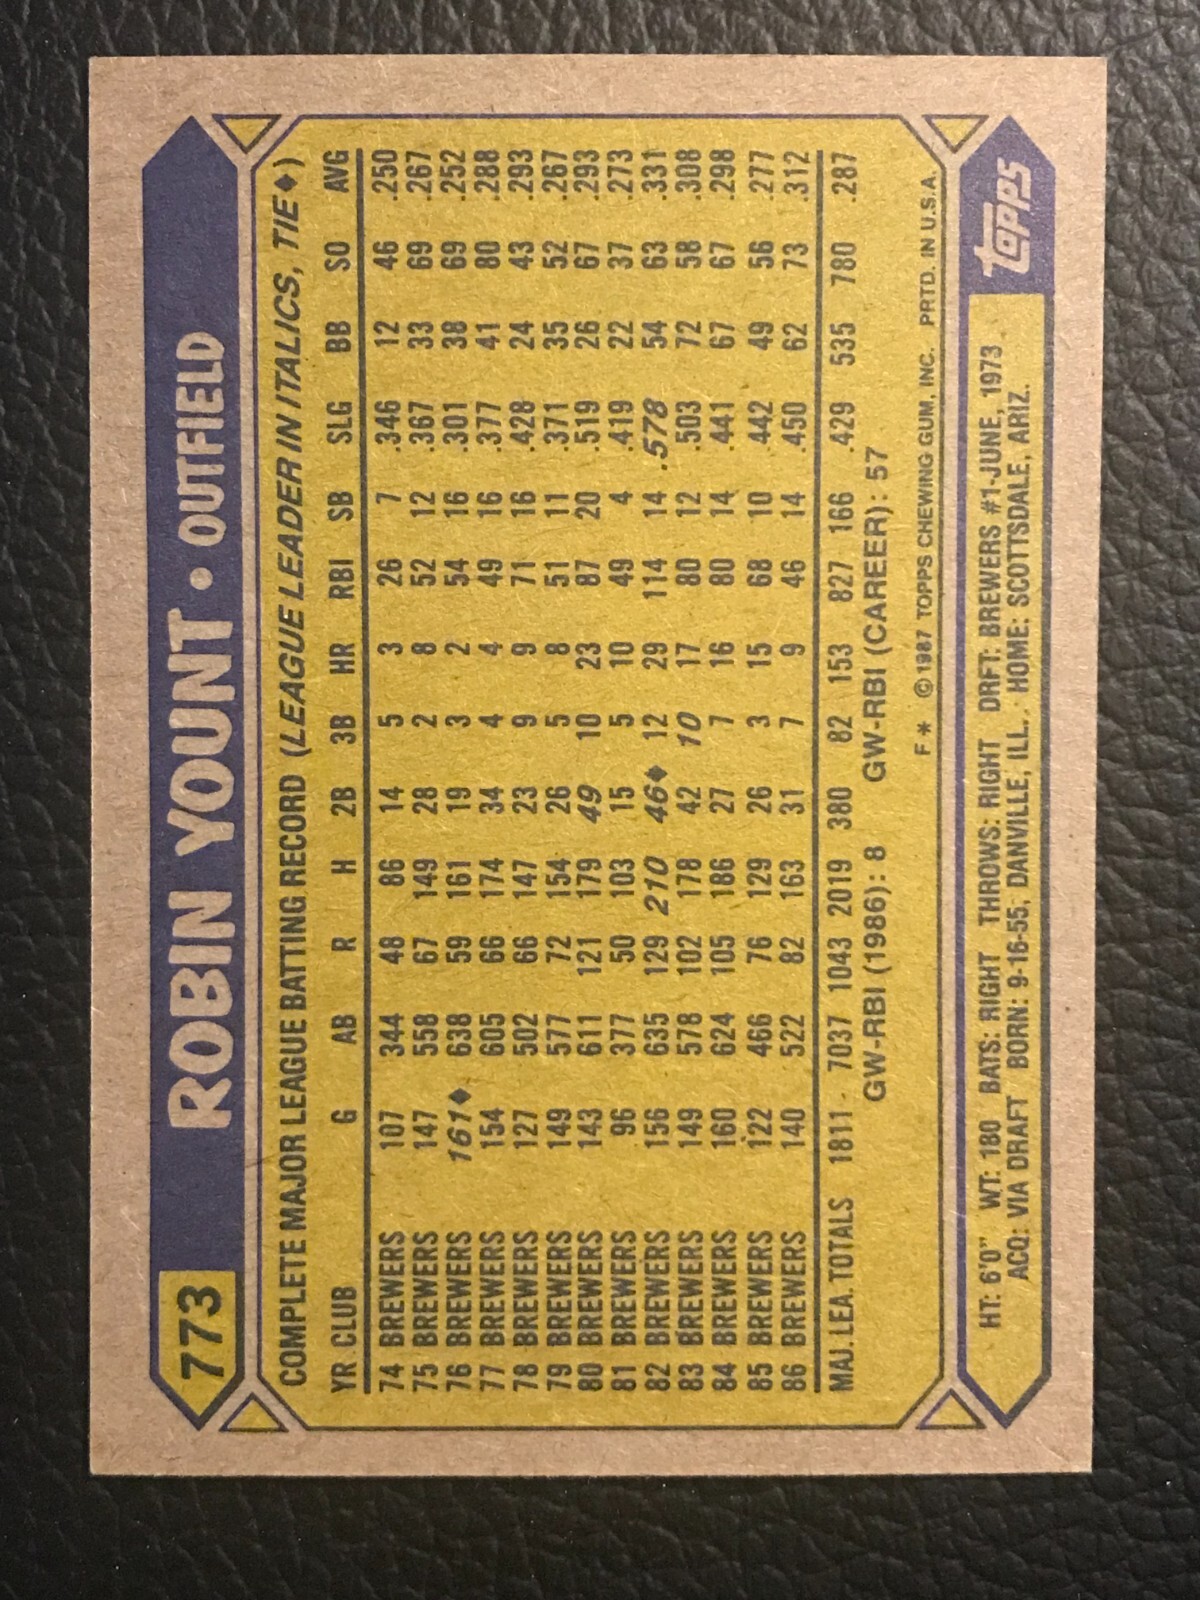 773 ROBIN YOUNT • OUTFIELD
COMPLETE MAJOR LEAGUE BATTING RECORD (LEAGUE LEADER IN ITALICS, TIE♦)
YR CLUB G AB R H 2B 3B HR RBI SB SLG BB SO AVG
74 BREWERS 107 344 48 86 14 5 3 26 7 .346 12 46 .250
75 BREWERS 147 558 67 149 28 2 8 52 12 .367 33 69 .267
76 BREWERS 161♦ 638 59 161 19 3 2 54 16 .301 38 69 .252
77 BREWERS 154 605 66 174 34 4 4 49 16 .377 41 80 .288
78 BREWERS 127 502 66 147 23 9 9 71 16 .428 24 43 .293
79 BREWERS 149 577 72 154 26 5 8 51 11 .371 35 52 .267
80 BREWERS 143 611 121 179 49 10 23 87 20 .519 26 67 .293
81 BREWERS 96 377 50 103 15 5 10 49 4 .419 22 37 .273
82 BREWERS 156 635 129 210 46♦ 12 29 114 14 .578 54 63 .331
83 BREWERS 149 578 102 178 42 10 17 80 12 .503 72 58 .308
84 BREWERS 160 624 105 186 27 7 16 80 14 .441 67 67 .298
85 BREWERS 122 466 76 129 26 3 15 68 10 .442 49 56 .277
86 BREWERS 140 522 82 163 31 7 9 46 14 .450 62 73 .312
MAJ. LEA. TOTALS 1811 7037 1043 2019 380 82 153 827 166 .429 535 780 .287
GW-RBI (1986): 8 GW-RBI (CAREER): 57
F* © 1987 TOPPS CHEWING GUM, INC. PRTD. IN U.S.A.
HT: 6'0" WT: 180 BATS: RIGHT THROWS: RIGHT DRFT: BREWERS #1-JUNE, 1973
ACQ: VIA DRAFT BORN: 9-16-55, DANVILLE, ILL. HOME: SCOTTSDALE, ARIZ.
topps